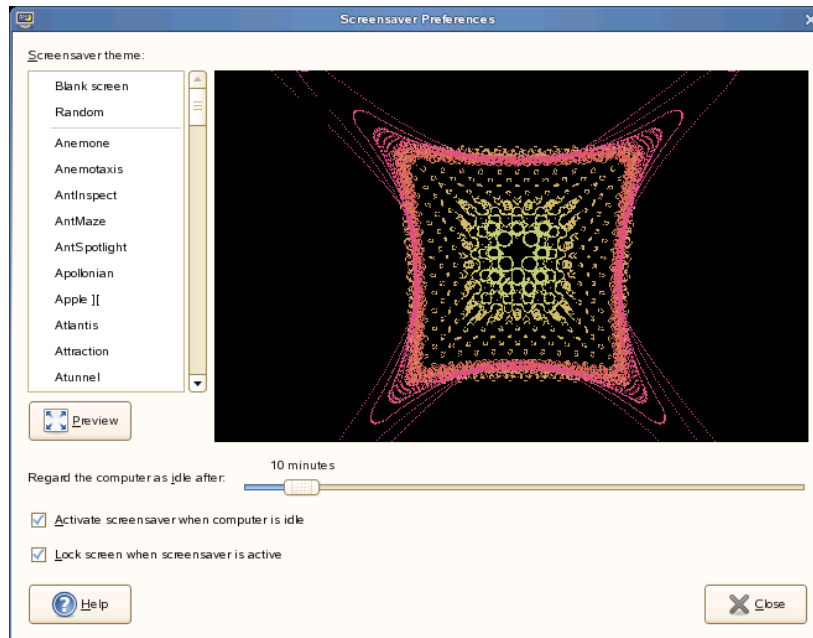 Screensaver Preferences
Screensaver theme:
Blank screen
Random
Anemone
Anemotaxis
AntInspect
AntMaze
AntSpotlight
Apollonian
Apple ][
Atlantis
Attraction
Atunnel
Preview
10 minutes
Regard the computer as idle after:
Activate screensaver when computer is idle
Lock screen when screensaver is active
Help
Close